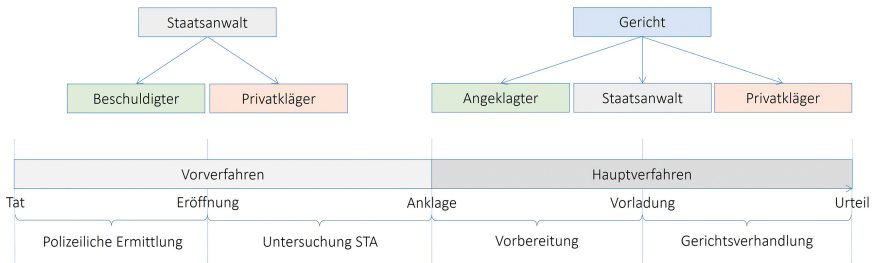 Staatsanwalt
Gericht
Beschuldigter
Privatkläger
Angeklagter
Staatsanwalt
Privatkläger
Vorverfahren
Hauptverfahren
Tat
Eröffnung
Anklage
Vorladung
Urteil
Polizeiliche Ermittlung
Untersuchung STA
Vorbereitung
Gerichtsverhandlung